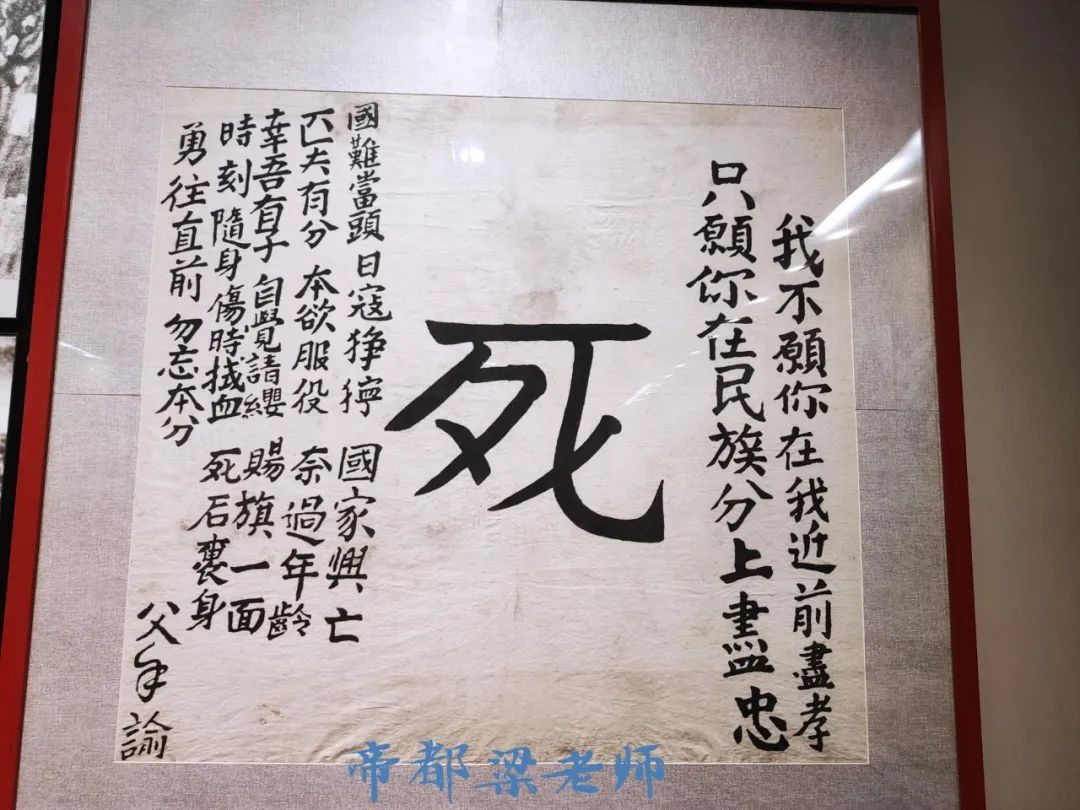 我不願你在我近前盡孝
只願你在民族分上盡忠
死
國難當頭 日寇猙獰 國家興亡
匹夫有分 本欲服役 奈過年齡
幸吾有子 自覺請纓 賜旗一面
時刻隨身 傷時拭血 死后裹身
勇往直前 勿忘本分
父手諭
帝都梁老师